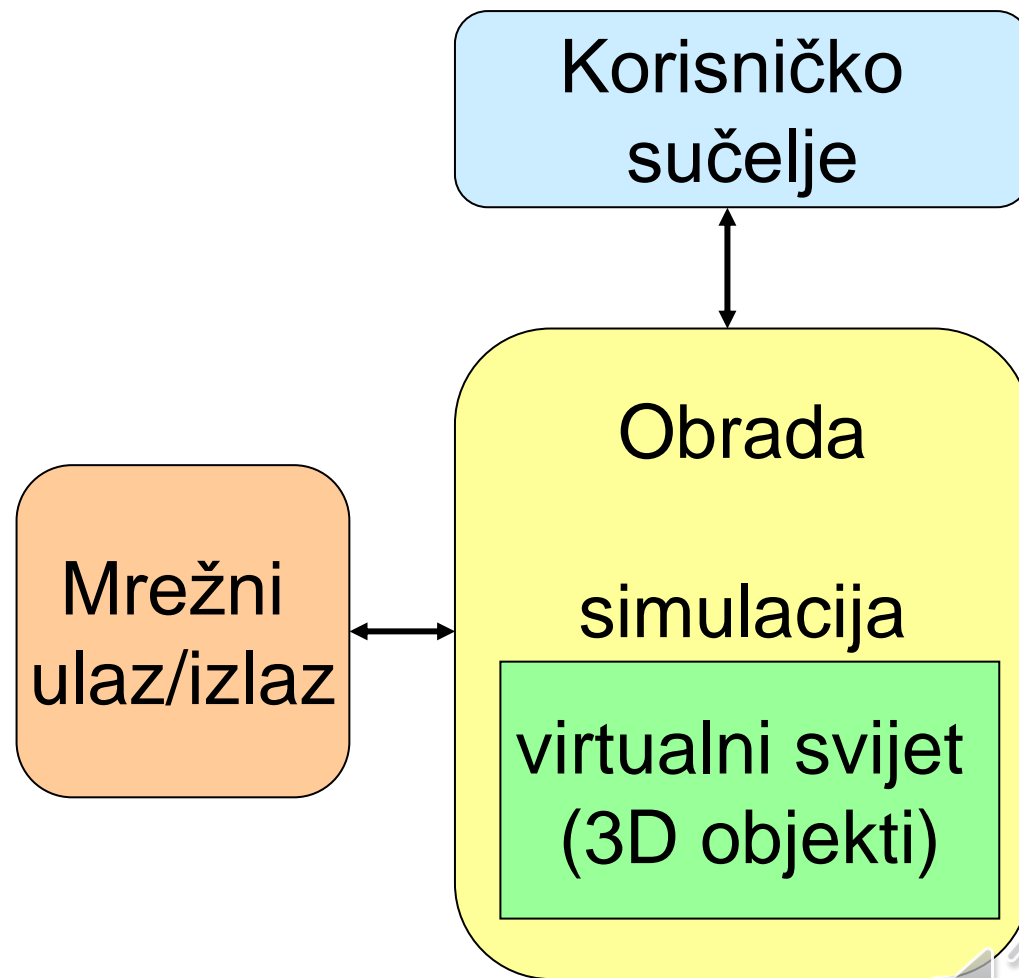 Korisničko
sučelje
Obrada
simulacija
Mrežni
ulaz/izlaz
virtualni svijet
(3D objekti)